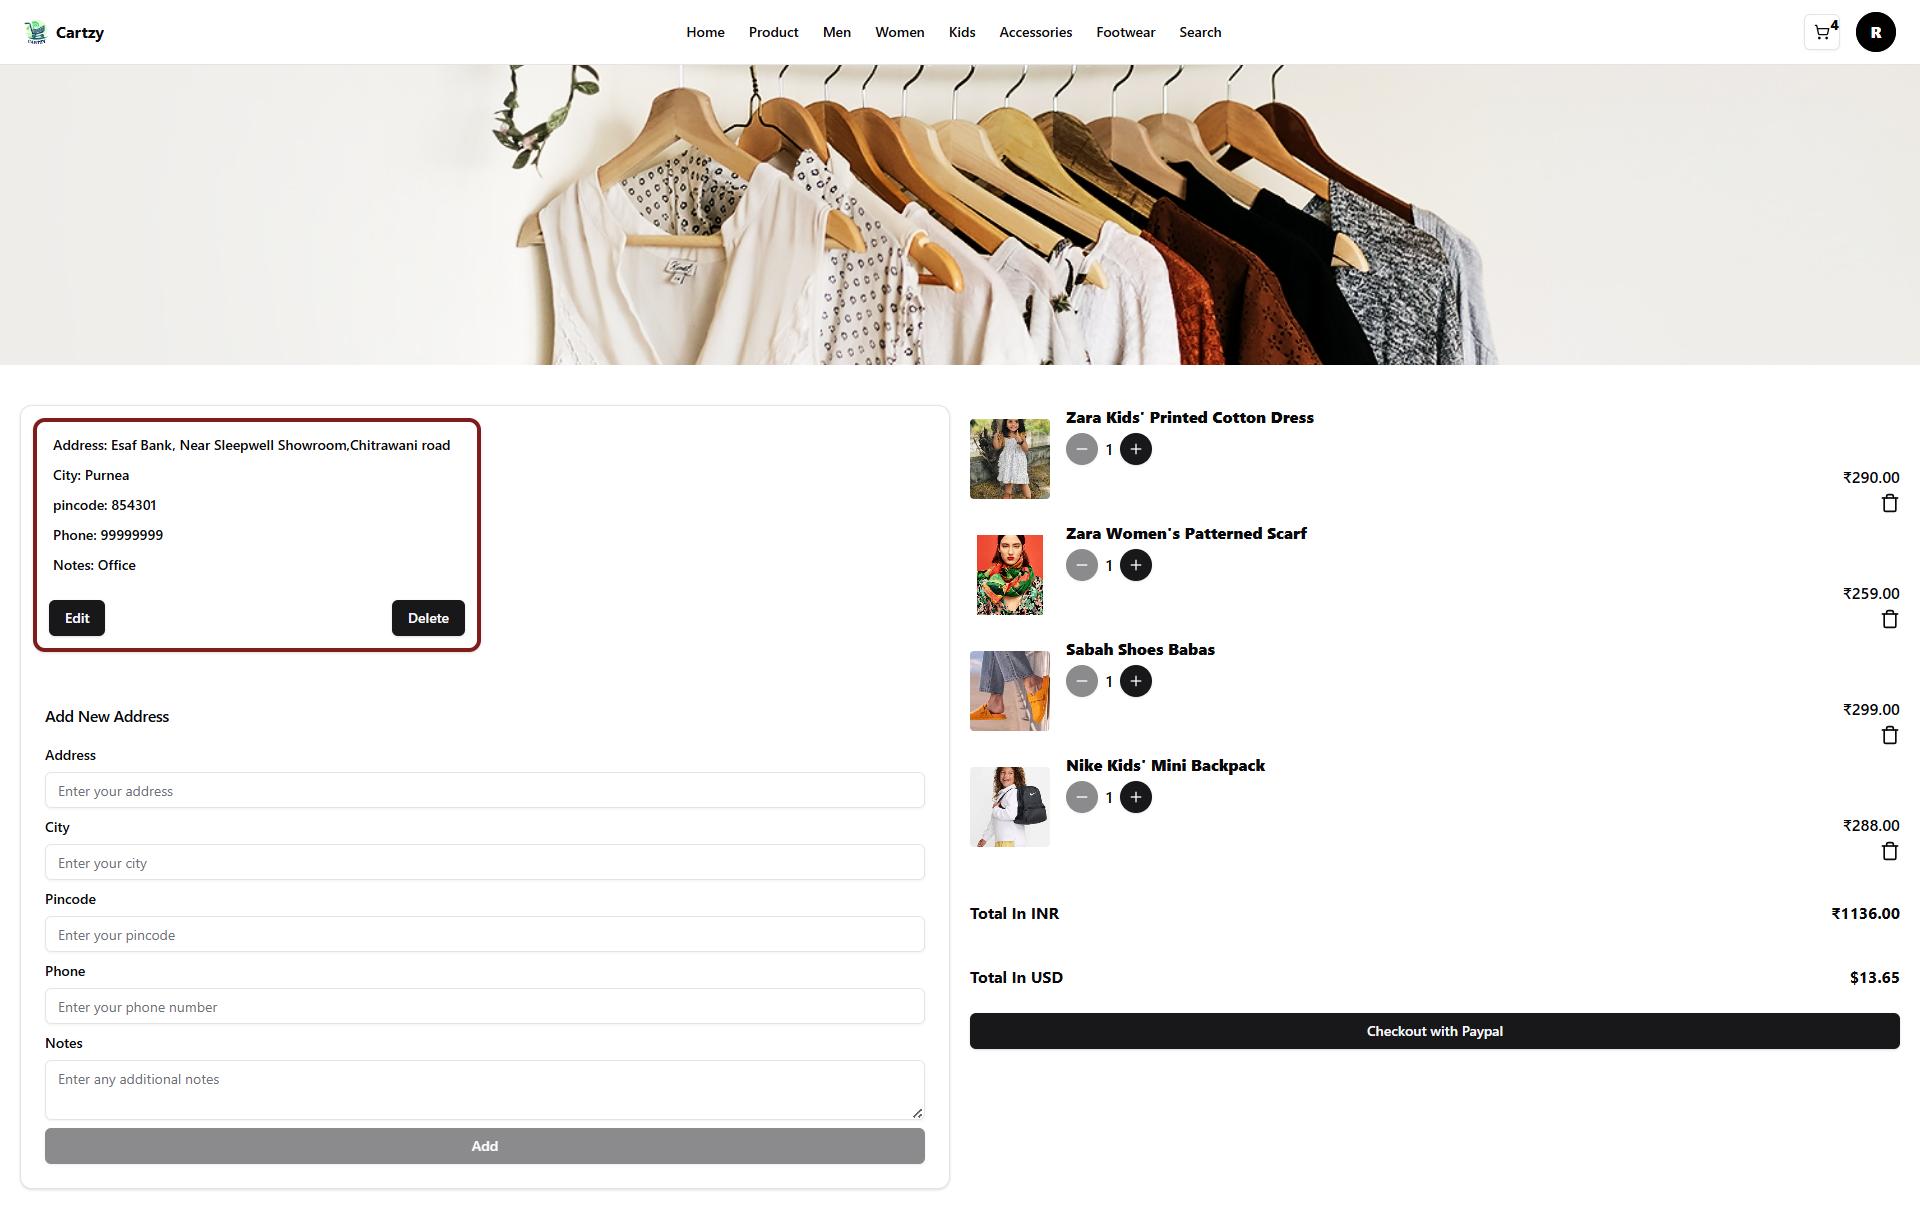 Cartzy
Home Product Men Women Kids Accessories Footwear Search
4
R
Address: Esaf Bank, Near Sleepwell Showroom,Chitrawani road
City: Purnea
pincode: 854301
Phone: 99999999
Notes: Office
Edit Delete
Add New Address
Address
Enter your address
City
Enter your city
Pincode
Enter your pincode
Phone
Enter your phone number
Notes
Enter any additional notes
Add
Zara Kids' Printed Cotton Dress
1
₹290.00
Zara Women's Patterned Scarf
1
₹259.00
Sabah Shoes Babas
1
₹299.00
Nike Kids' Mini Backpack
1
₹288.00
Total In INR ₹1136.00
Total In USD $13.65
Checkout with Paypal